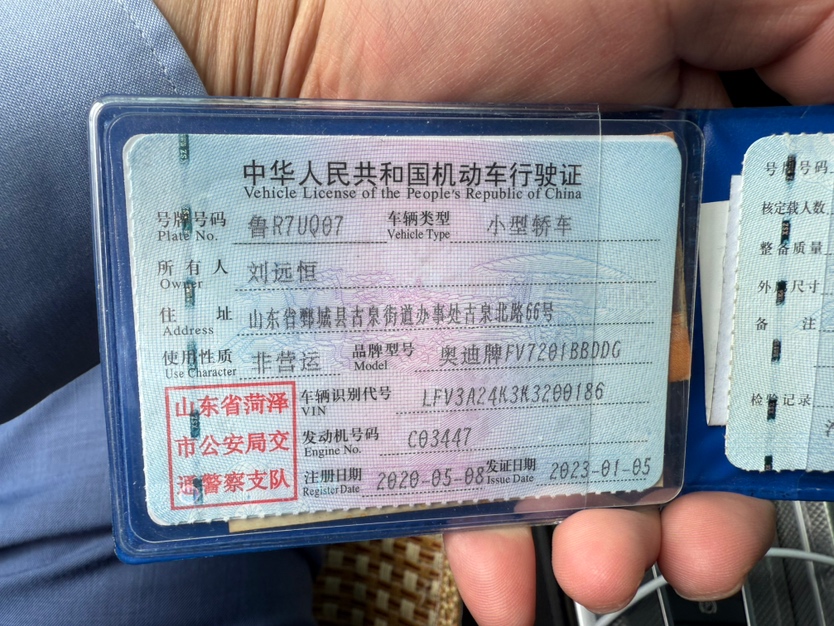 中华人民共和国机动车行驶证
Vehicle License of the People's Republic of China
号牌号码 鲁R7UQ07 车辆类型 小型轿车
Plate No. Vehicle Type
所有人 刘远恒
Owner
住址 山东省鄄城县古泉街道办事处古泉北路66号
Address
使用性质 非营运 品牌型号 奥迪牌FV7201BBDDG
Use Character Model
车辆识别代号 LFV3A24K3K3200186
VIN
发动机号码 C03447
Engine No.
注册日期 2020-05-08 发证日期 2023-01-05
Register Date Issue Date
山东省菏泽
市公安局交
通警察支队
号牌号码
核定载人数
整备质量
外廓尺寸
备注
检验记录